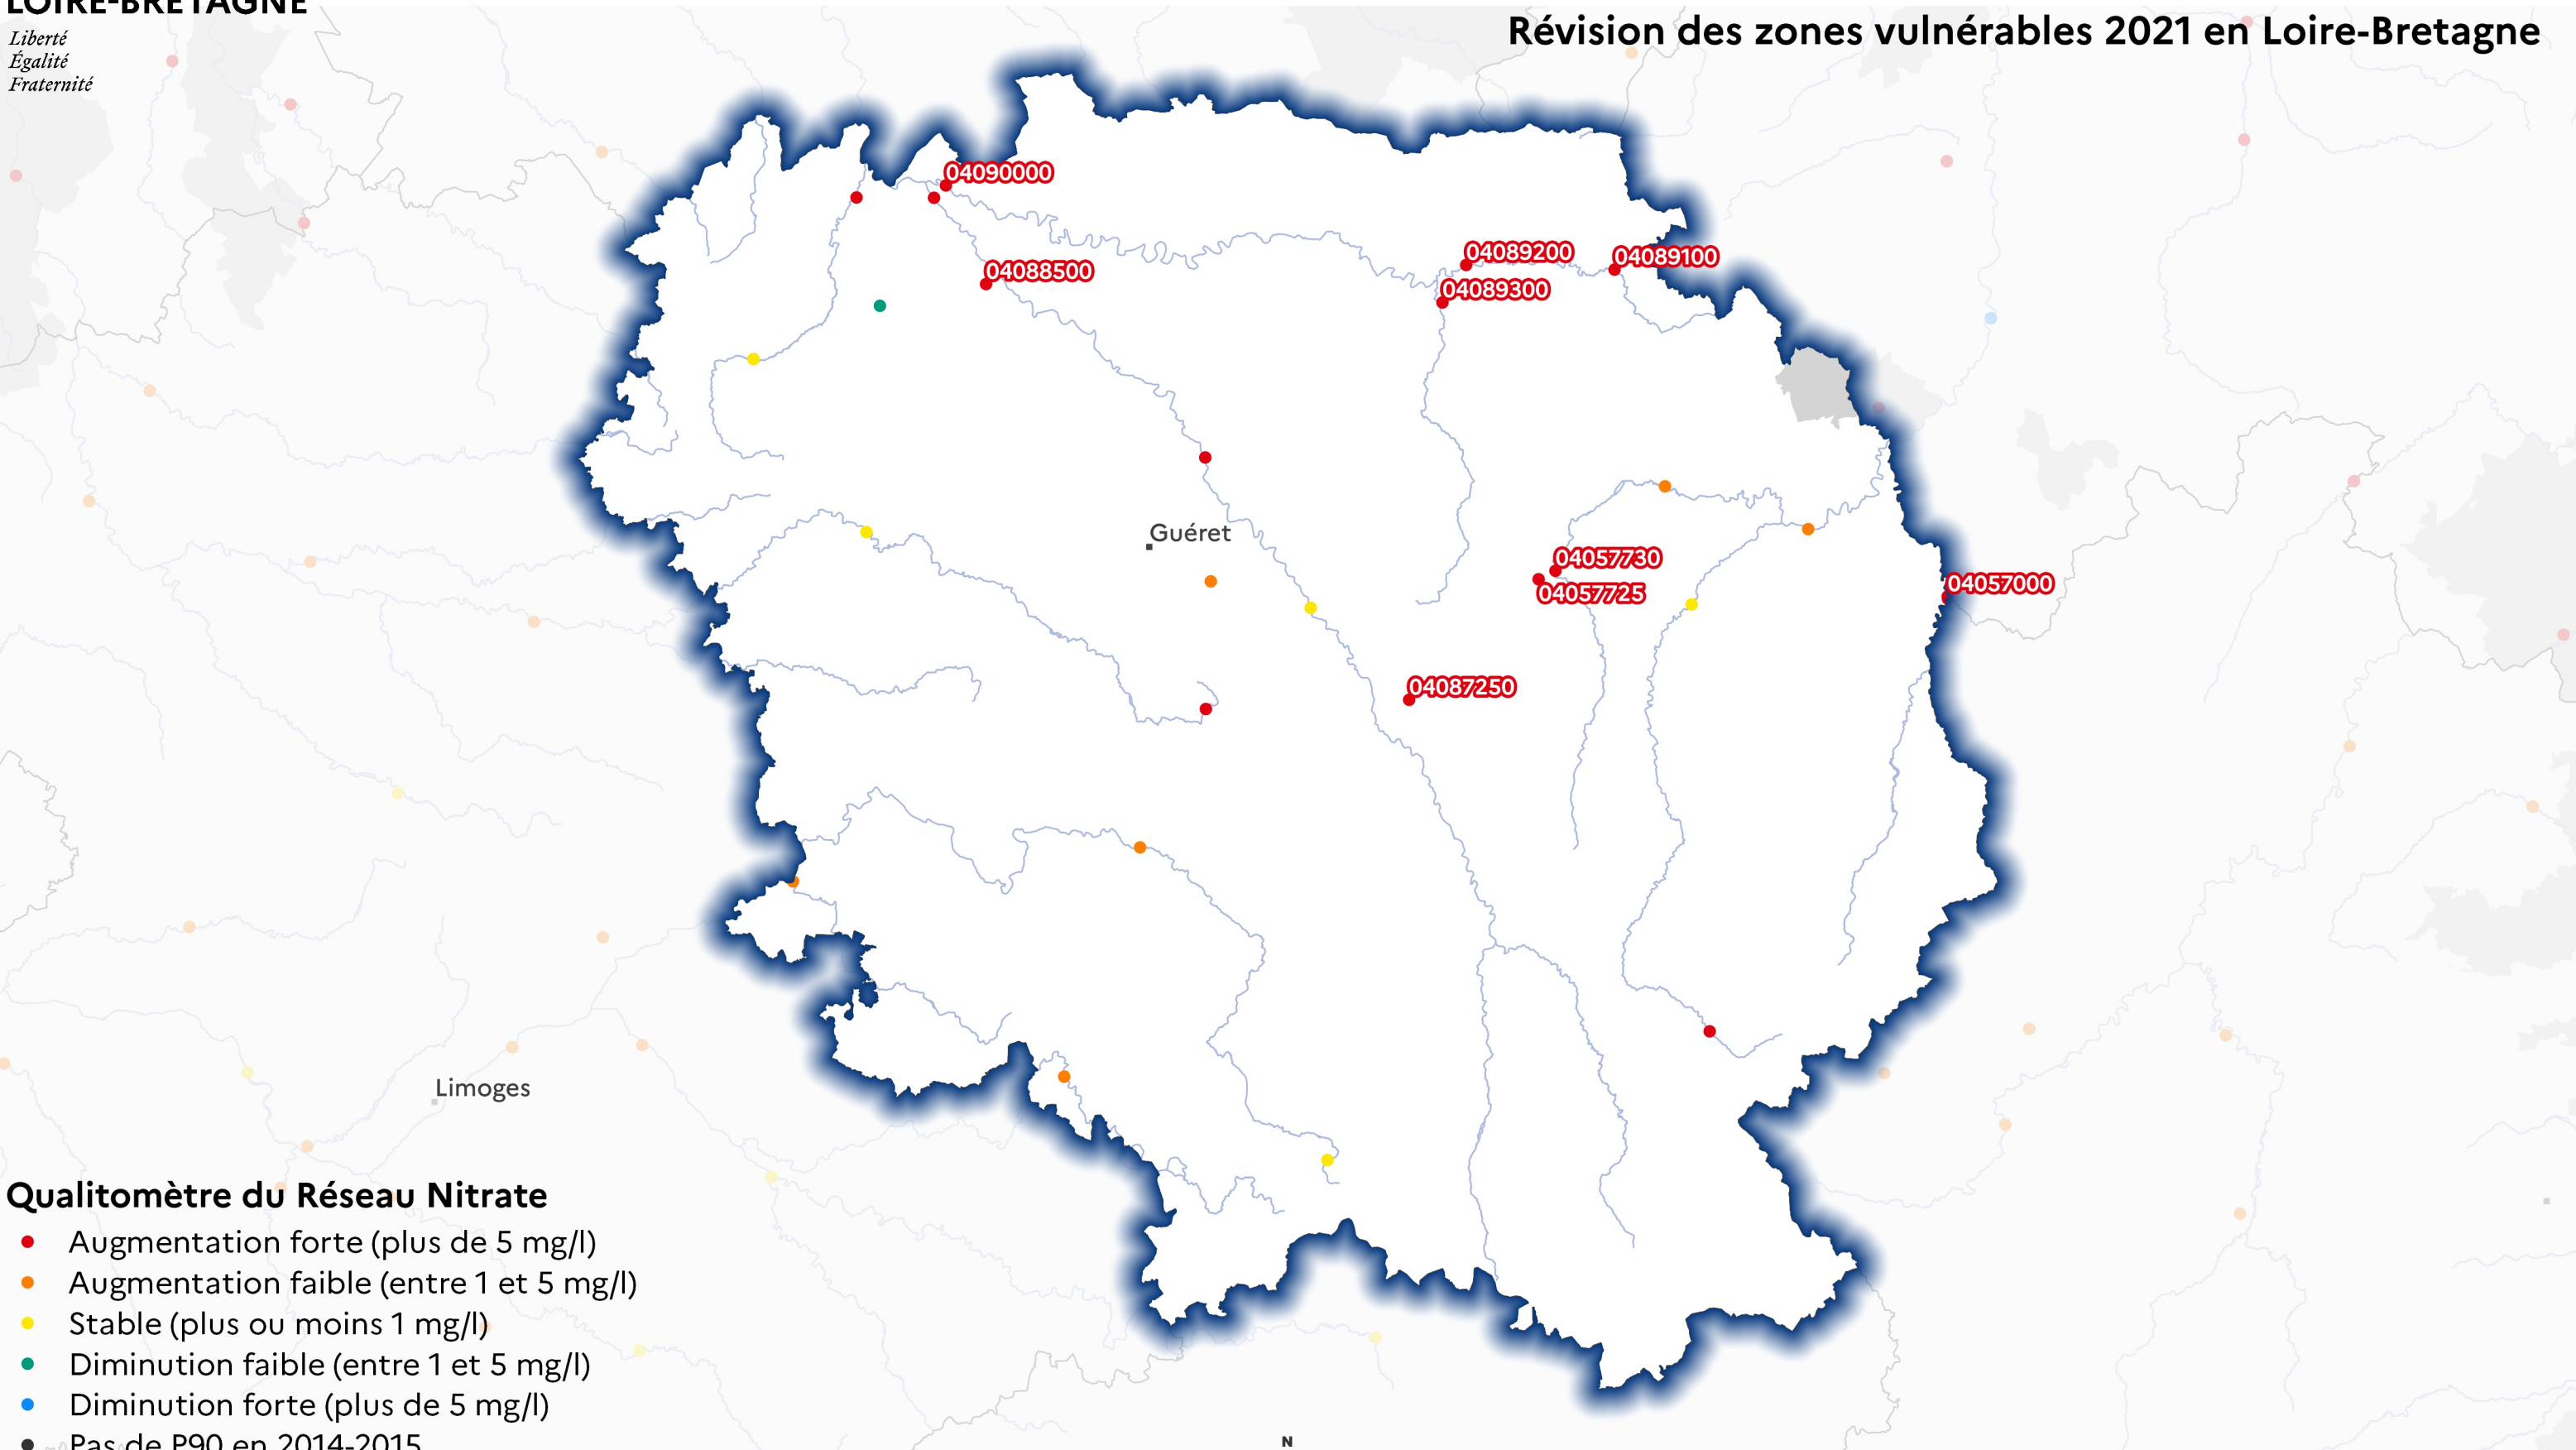 LOIRE-BRETAGNE
Liberté
Égalité
Fraternité
Révision des zones vulnérables 2021 en Loire-Bretagne
04090000
04088500
04089200
04089100
04089300
Guéret
04057730
04057725
04057000
04087250
Limoges
Qualitomètre du Réseau Nitrate
Augmentation forte (plus de 5 mg/l)
Augmentation faible (entre 1 et 5 mg/l)
Stable (plus ou moins 1 mg/l)
Diminution faible (entre 1 et 5 mg/l)
Diminution forte (plus de 5 mg/l)
Pas de P90 en 2014-2015
N